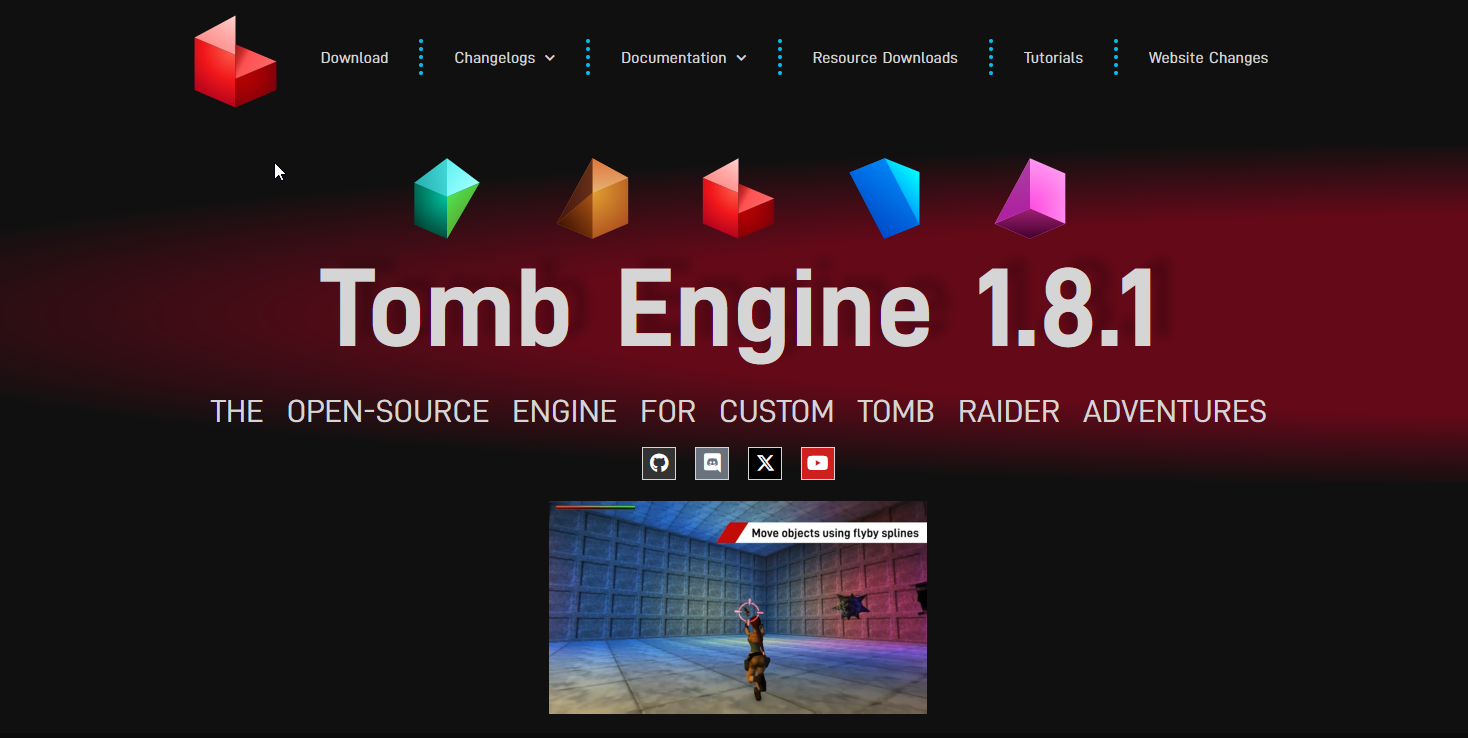 Download Changelogs Documentation Resource Downloads Tutorials Website Changes
Tomb Engine 1.8.1
THE OPEN-SOURCE ENGINE FOR CUSTOM TOMB RAIDER ADVENTURES
Move objects using flyby splines